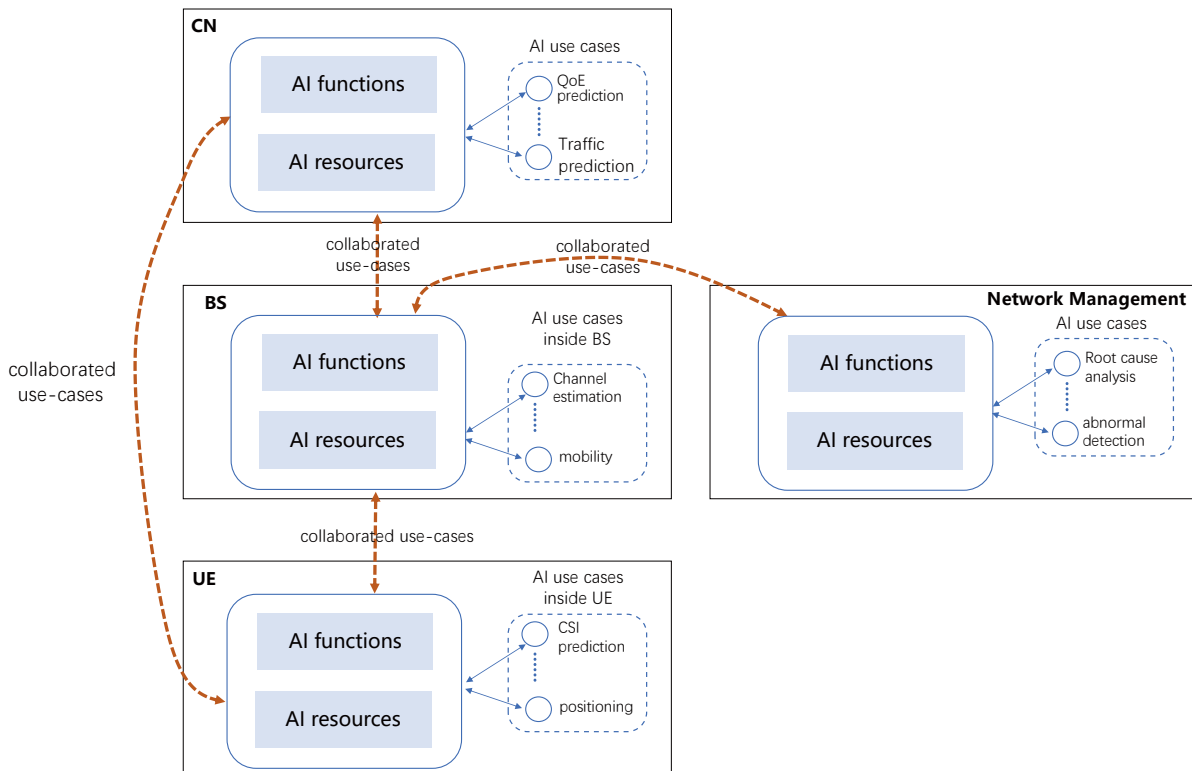 CN
AI functions
AI resources
AI use cases
QoE
prediction
Traffic
prediction
collaborated
use-cases
collaborated
use-cases
collaborated
use-cases
BS
AI functions
AI resources
AI use cases
inside BS
Channel
estimation
mobility
Network Management
AI functions
AI resources
AI use cases
Root cause
analysis
abnormal
detection
collaborated use-cases
UE
AI functions
AI resources
AI use cases
inside UE
CSI
prediction
positioning